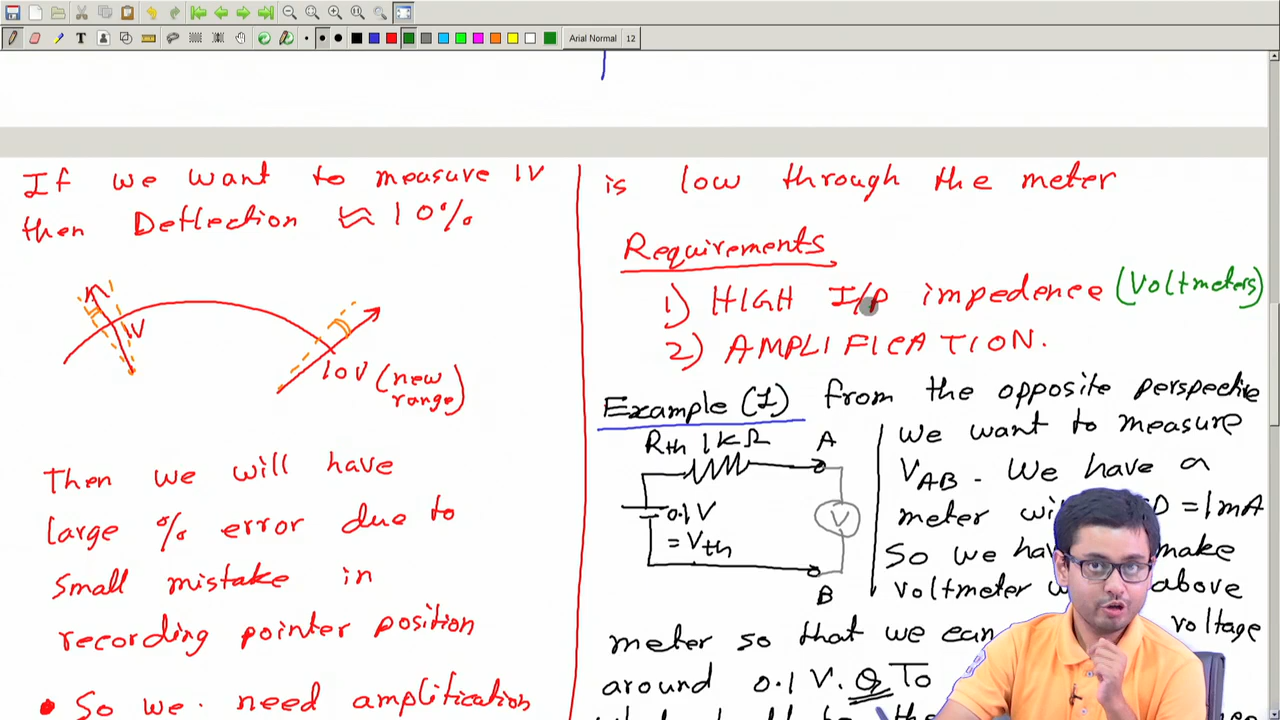 Arial Normal 12
If we want to measure 1V
then Deflection ≈ 10%
1V
10V (new
range)
Then we will have
large % error due to
small mistake in
recording pointer position
• So we need amplification
is low through the meter
Requirements
1) HIGH I/P impedence (Voltmeters)
2) AMPLIFICATION.
Example (1) from the opposite perspective
Rth 1kΩ A
0.1V
= Vth
V
B
we want to measure
VAB. We have a
meter D = 1mA
So we make
voltmeter above
meter so that we can voltage
around 0.1 V. Q To